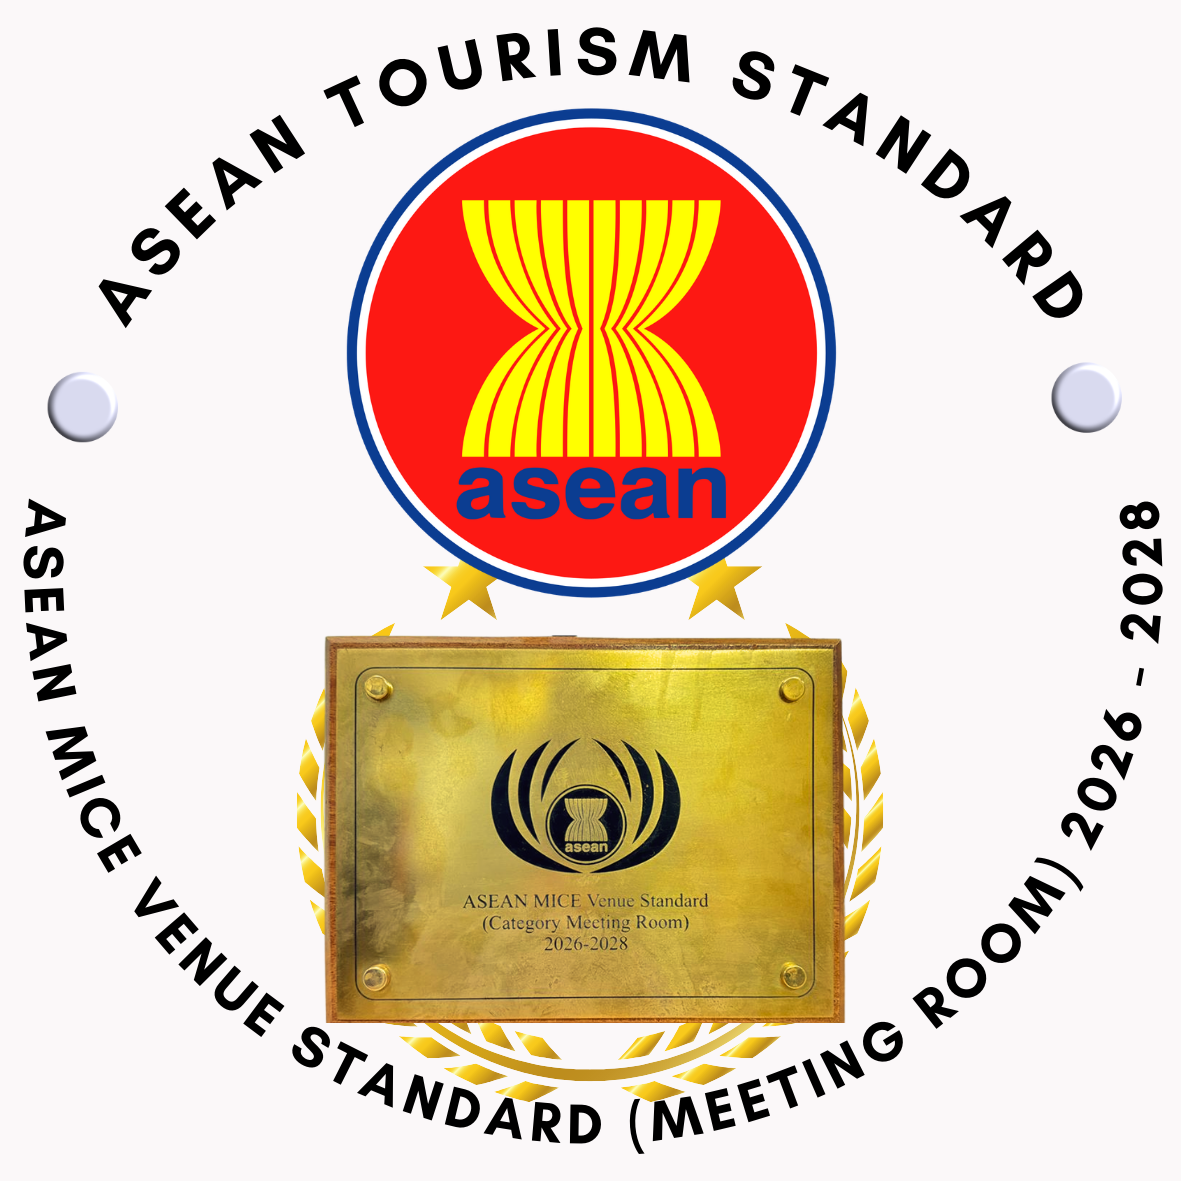 ASEAN TOURISM STANDARD
asean
asean
ASEAN MICE Venue Standard
(Category Meeting Room)
2026-2028
ASEAN MICE VENUE STANDARD (MEETING ROOM) 2026 - 2028